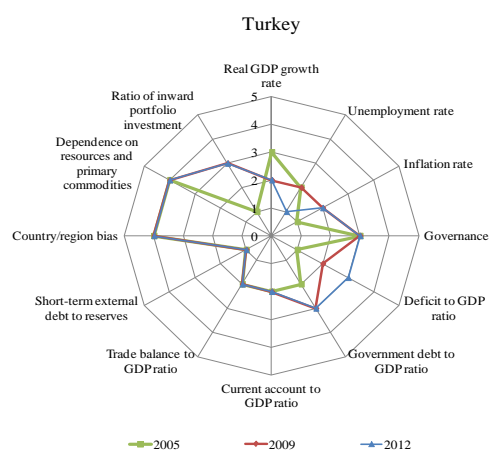 Turkey
Real GDP growth
rate
Unemployment rate
Inflation rate
Governance
Deficit to GDP
ratio
Government debt to
GDP ratio
Current account to
GDP ratio
Trade balance to
GDP ratio
Short-term external
debt to reserves
Country/region bias
Dependence on
resources and
primary
commodities
Ratio of inward
portfolio
investment
5
4
3
2
1
0
2005 2009 2012